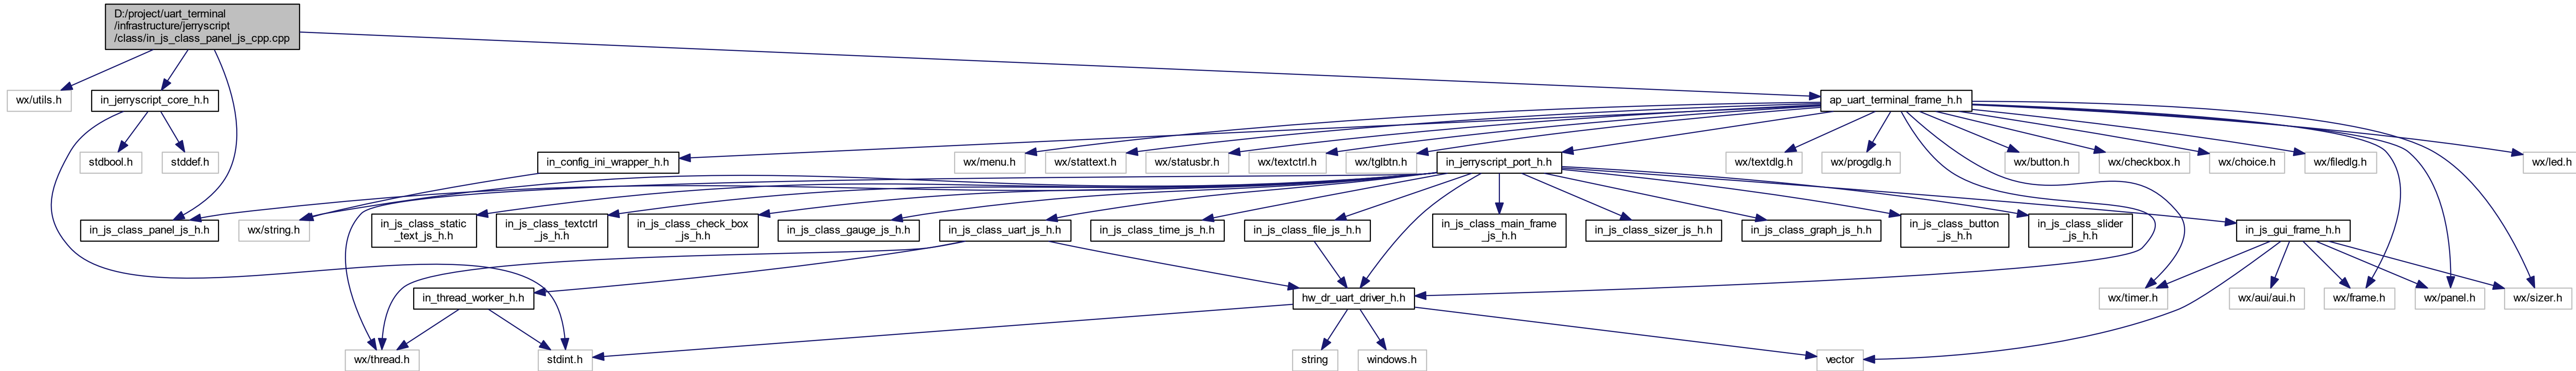 D:/project/uart_terminal
/infrastructure/jerryscript
/class/in_js_class_panel_js_cpp.cpp
wx/utils.h
in_jerryscript_core_h.h
ap_uart_terminal_frame_h.h
stdbool.h
stddef.h
in_config_ini_wrapper_h.h
wx/menu.h
wx/stattext.h
wx/statusbr.h
wx/textctrl.h
wx/tglbtn.h
in_jerryscript_port_h.h
wx/textdlg.h
wx/progdlg.h
wx/button.h
wx/checkbox.h
wx/choice.h
wx/filedlg.h
wx/led.h
in_js_class_panel_js_h.h
wx/string.h
in_js_class_static
_text_js_h.h
in_js_class_textctrl
_js_h.h
in_js_class_check_box
_js_h.h
in_js_class_gauge_js_h.h
in_js_class_uart_js_h.h
in_js_class_time_js_h.h
in_js_class_file_js_h.h
in_js_class_main_frame
_js_h.h
in_js_class_sizer_js_h.h
in_js_class_graph_js_h.h
in_js_class_button
_js_h.h
in_js_class_slider
_js_h.h
in_js_gui_frame_h.h
in_thread_worker_h.h
hw_dr_uart_driver_h.h
wx/timer.h
wx/aui/aui.h
wx/frame.h
wx/panel.h
wx/sizer.h
wx/thread.h
stdint.h
string
windows.h
vector